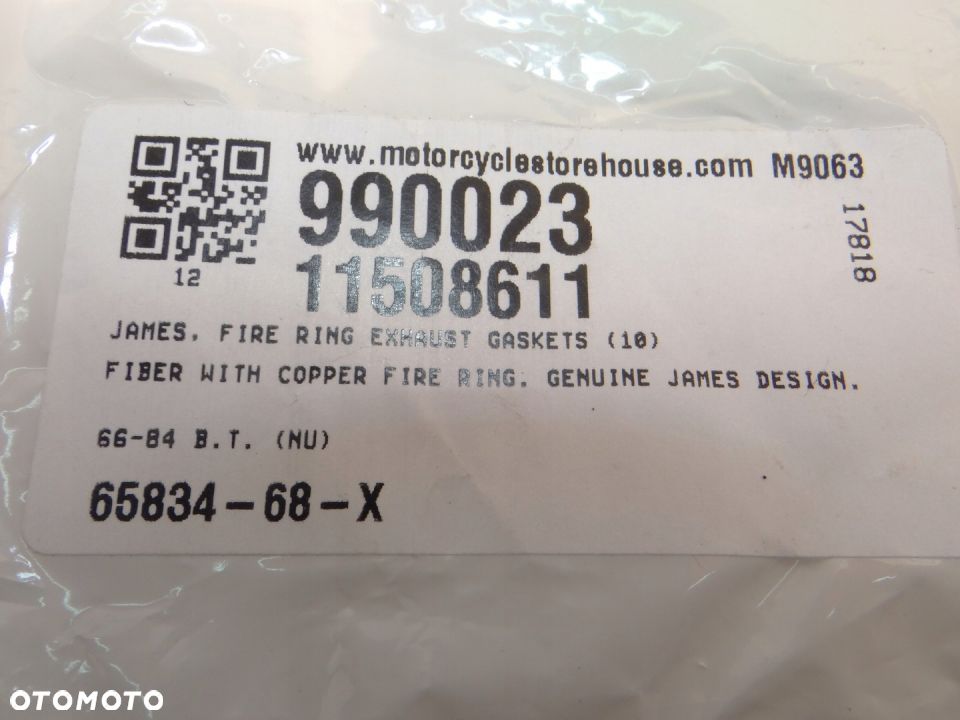 www.motorcyclestorehouse.com M9063
990023
17818
12
11508611
JAMES, FIRE RING EXHAUST GASKETS (10)
FIBER WITH COPPER FIRE RING. GENUINE JAMES DESIGN.
66-84 B.T. (NU)
65834-68-X
OTOMOTO